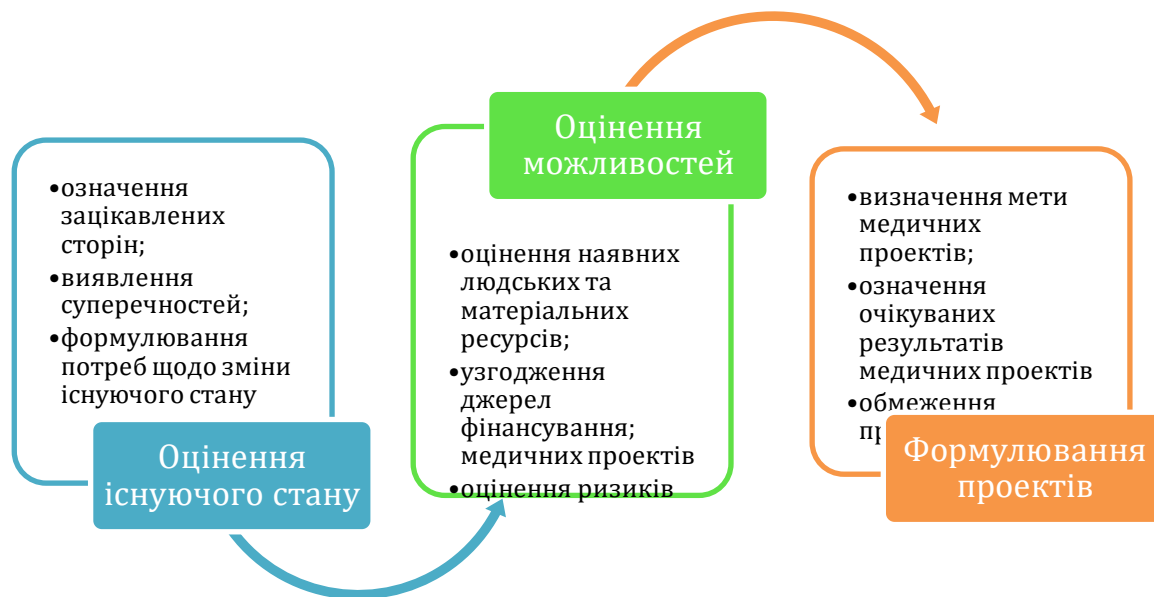 •означення
зацікавлених
сторін;
•виявлення
суперечностей;
•формулювання
потреб щодо зміни
існуючого стану
Оцінення
існуючого стану
Оцінення
можливостей
•оцінення наявних
людських та
матеріальних
ресурсів;
•узгодження
джерел
фінансування;
медичних проектів
•оцінення ризиків
•визначення мети
медичних
проектів;
•означення
очікуваних
результатів
медичних проектів
•обмеження
Формулювання
проектів